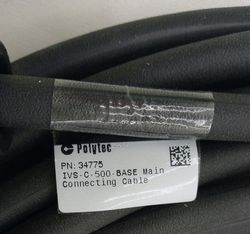 Polytec
PN: 34775
IVS-C-500-BASE Main
Connecting Cable